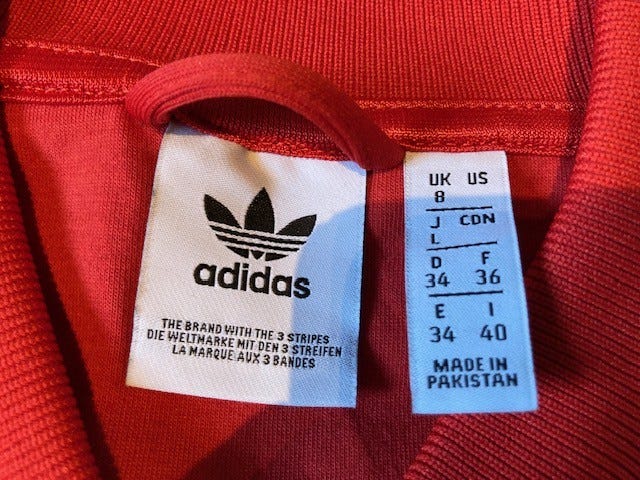 adidas
THE BRAND WITH THE 3 STRIPES
DIE WELTMARKE MIT DEN 3 STREIFEN
LA MARQUE AUX 3 BANDES
UK US
8
J CDN
L
D F
34 36
E I
34 40
MADE IN
PAKISTAN